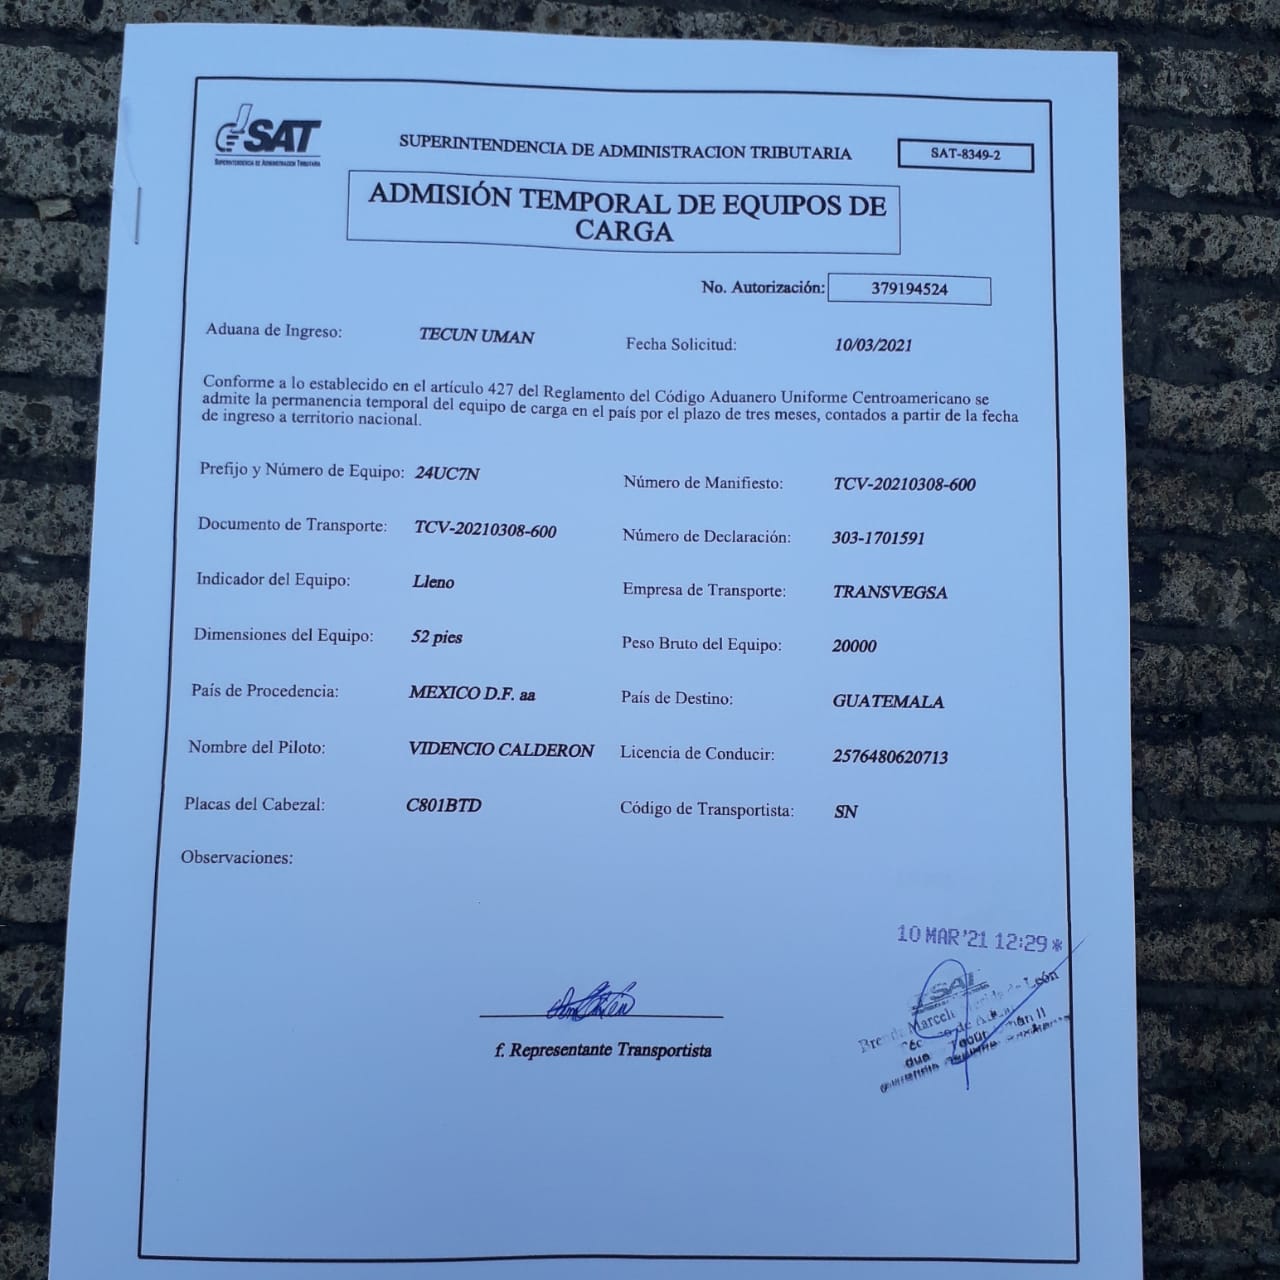 SAT
SUPERINTENDENCIA DE ADMINISTRACION TRIBUTARIA
SUPERINTENDENCIA DE ADMINISTRACION TRIBUTARIA
SAT-8349-2
ADMISIÓN TEMPORAL DE EQUIPOS DE
CARGA
No. Autorización: 379194524
Aduana de Ingreso: TECUN UMAN Fecha Solicitud: 10/03/2021
Conforme a lo establecido en el artículo 427 del Reglamento del Código Aduanero Uniforme Centroamericano se
admite la permanencia temporal del equipo de carga en el país por el plazo de tres meses, contados a partir de la fecha
de ingreso a territorio nacional.
Prefijo y Número de Equipo: 24UC7N Número de Manifiesto: TCV-20210308-600
Documento de Transporte: TCV-20210308-600 Número de Declaración: 303-1701591
Indicador del Equipo: Lleno Empresa de Transporte: TRANSVEGSA
Dimensiones del Equipo: 52 pies Peso Bruto del Equipo: 20000
País de Procedencia: MEXICO D.F. aa País de Destino: GUATEMALA
Nombre del Piloto: VIDENCIO CALDERON Licencia de Conducir: 2576480620713
Placas del Cabezal: C801BTD Código de Transportista: SN
Observaciones:
10 MAR '21 12:29 *
SAT
de León
f. Representante Transportista